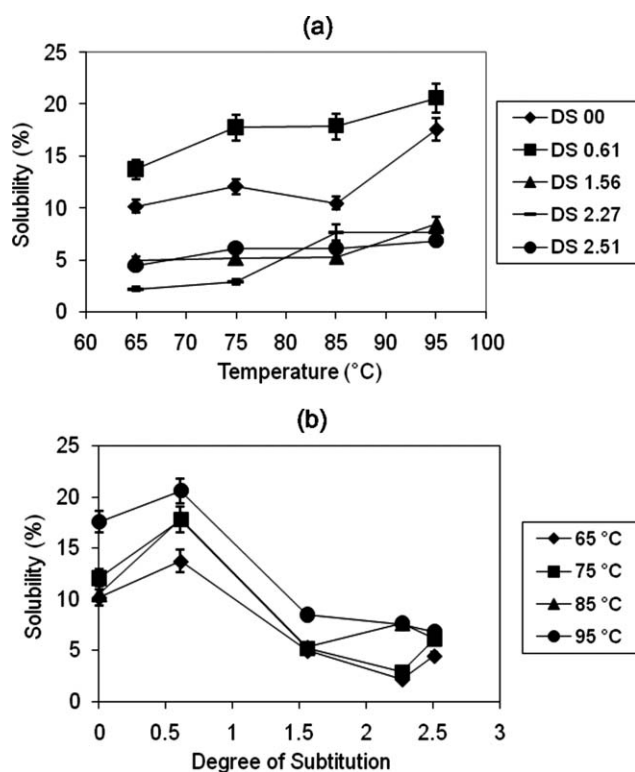 (a)
25
20
15
10
5
0
Solubility (%)
60 65 70 75 80 85 90 95 100
Temperature (°C)
DS 00
DS 0.61
DS 1.56
DS 2.27
DS 2.51
(b)
25
20
15
10
5
0
Solubility (%)
0 0.5 1 1.5 2 2.5 3
Degree of Subtitution
65 °C
75 °C
85 °C
95 °C